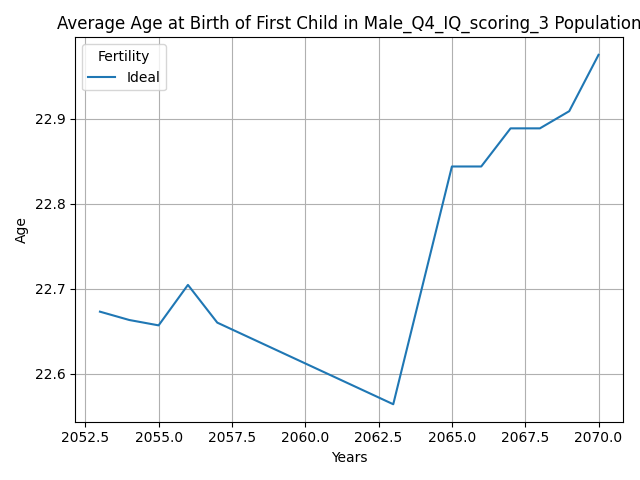 Average Age at Birth of First Child in Male_Q4_IQ_scoring_3 Population
Fertility
Ideal
22.9
22.8
22.7
22.6
Age
2052.5 2055.0 2057.5 2060.0 2062.5 2065.0 2067.5 2070.0
Years